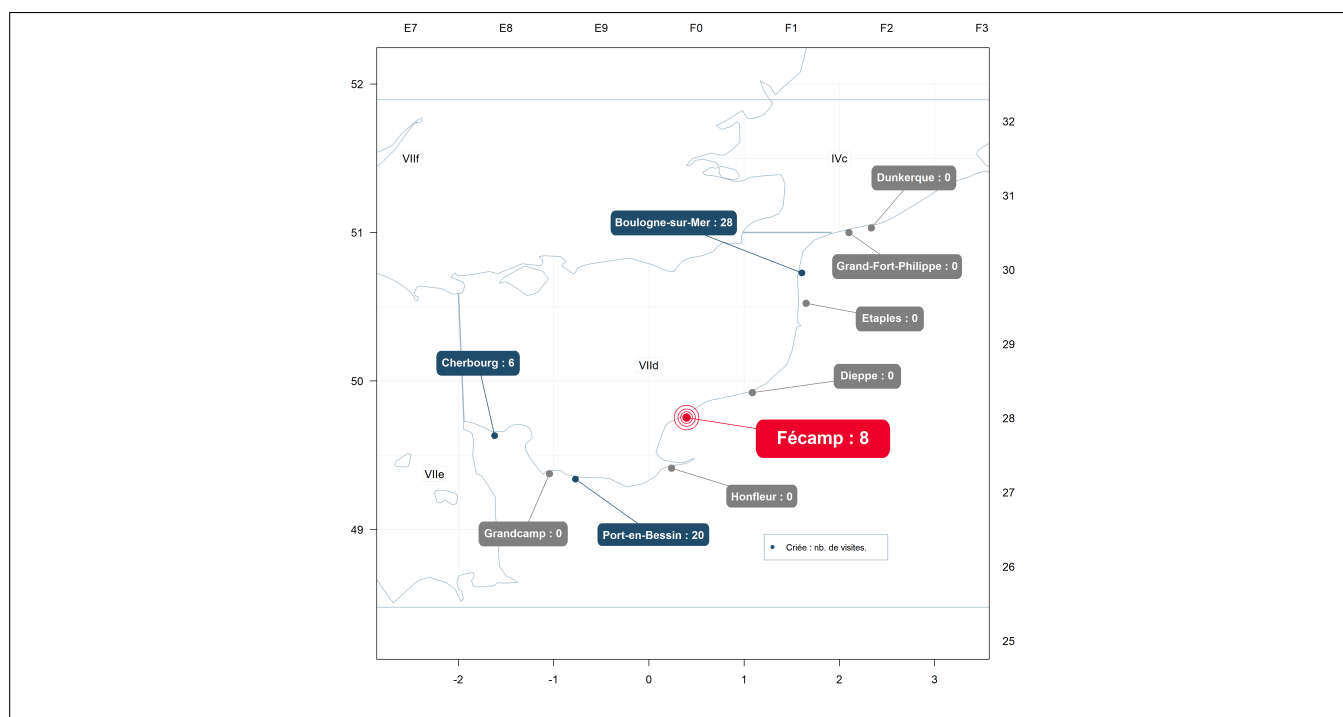 E7 E8 E9 F0 F1 F2 F3
52
32
VIIf
IVc
Dunkerque : 0
31
Boulogne-sur-Mer : 28
51
Grand-Fort-Philippe : 0
30
Etaples : 0
29
Cherbourg : 6
VIId
Dieppe : 0
50
28
Fécamp : 8
VIIe
27
Honfleur : 0
49
Grandcamp : 0
Port-en-Bessin : 20
Criée : nb. de visites.
26
25
-2 -1 0 1 2 3